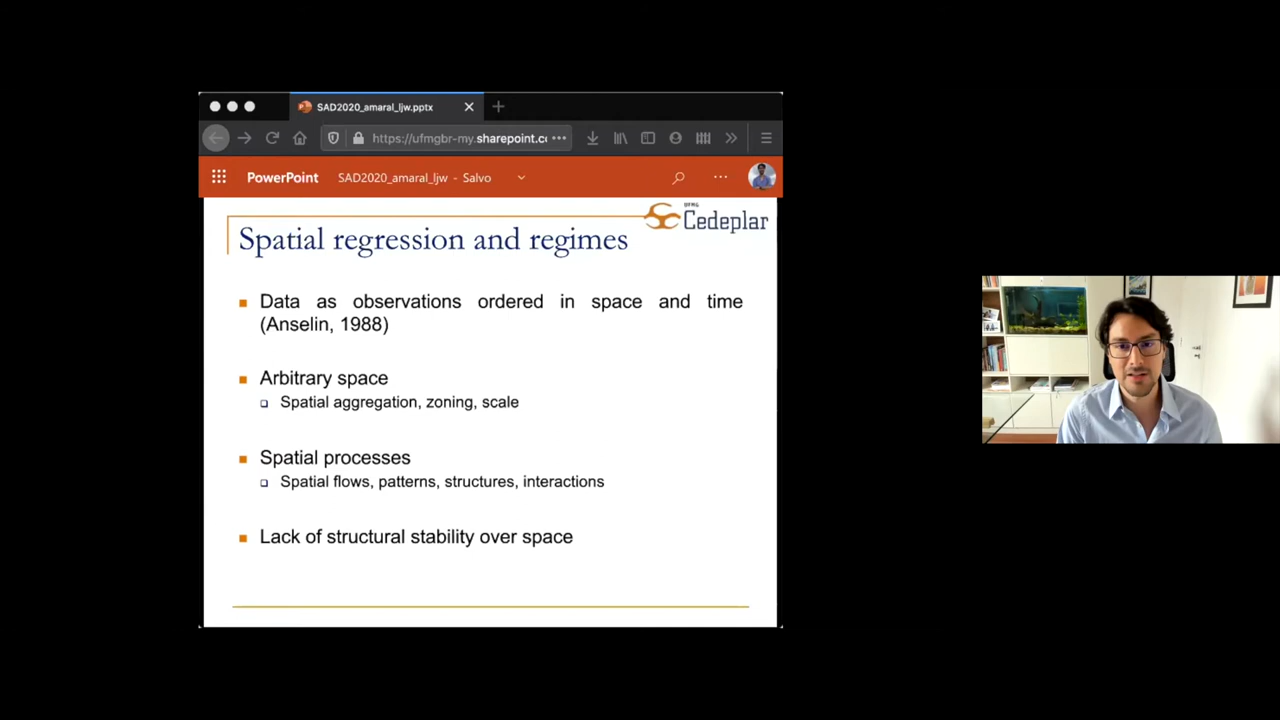 SAD2020_amaral_ljw.pptx
https://ufmgbr-my.sharepoint.cc
PowerPoint SAD2020_amaral_ljw - Salvo
UFMG
Cedeplar
Spatial regression and regimes
Data as observations ordered in space and time
(Anselin, 1988)
Arbitrary space
Spatial aggregation, zoning, scale
Spatial processes
Spatial flows, patterns, structures, interactions
Lack of structural stability over space